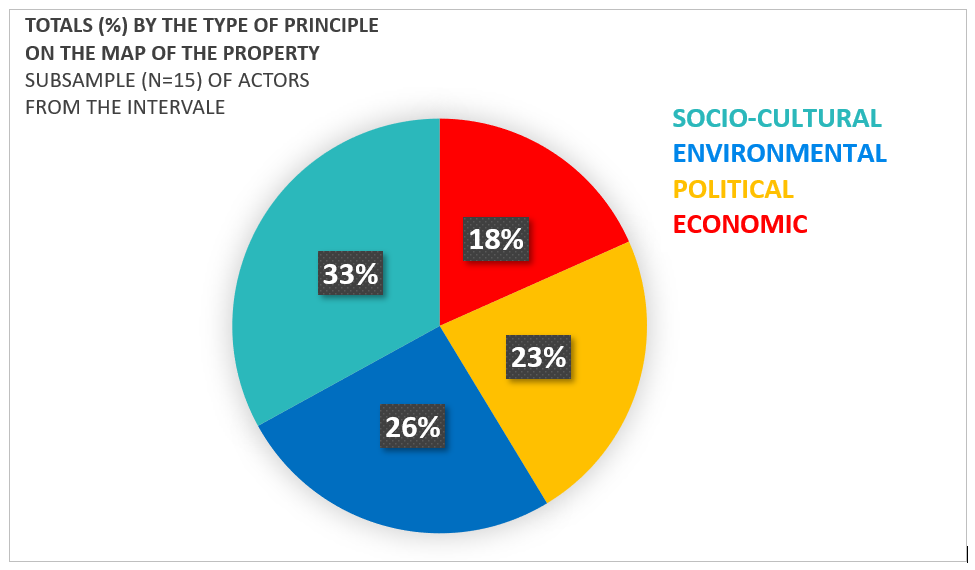 TOTALS (%) BY THE TYPE OF PRINCIPLE
ON THE MAP OF THE PROPERTY
SUBSAMPLE (N=15) OF ACTORS
FROM THE INTERVALE
SOCIO-CULTURAL
ENVIRONMENTAL
POLITICAL
ECONOMIC
18%
33%
23%
26%